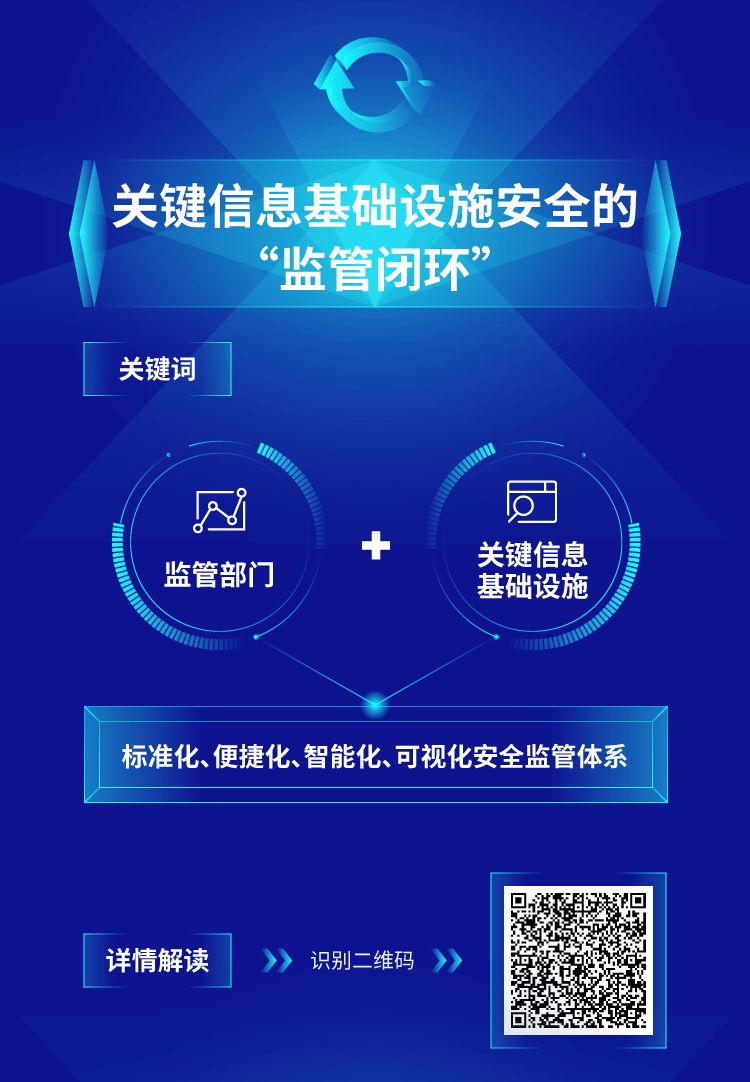 关键信息基础设施安全的
“监管闭环”
关键词
监管部门
关键信息
基础设施
标准化、便捷化、智能化、可视化安全监管体系
详情解读
识别二维码